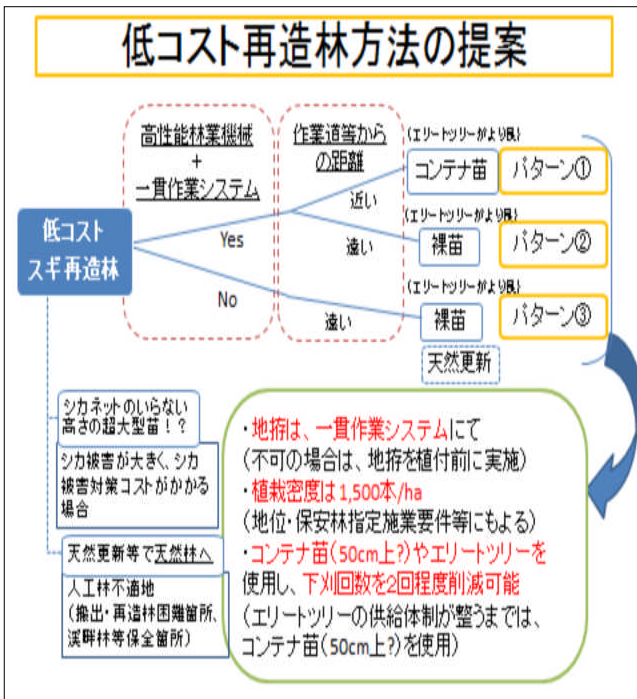 低コスト再造林方法の提案
高性能林業機械
+
一貫作業システム
作業道等から
の距離
低コスト
スギ再造林
Yes
No
近い
遠い
遠い
(エリートツリーがより良)
コンテナ苗
パターン①
(エリートツリーがより良)
裸苗
パターン②
(エリートツリーがより良)
裸苗
パターン③
天然更新
シカネットのいらない
高さの超大型苗！？
シカ被害が大きく、シカ
被害対策コストがかかる
場合
天然更新等で天然林へ
人工林不適地
(搬出・再造林困難箇所、
渓畔林等保全箇所)
・地拵は、一貫作業システムにて
(不可の場合は、地拵を植付前に実施)
・植栽密度は1,500本/ha
(地位・保安林指定施業要件等にもよる)
・コンテナ苗(50cm上?)やエリートツリーを
使用し、下刈回数を2回程度削減可能
(エリートツリーの供給体制が整うまでは、
コンテナ苗(50cm上?)を使用)